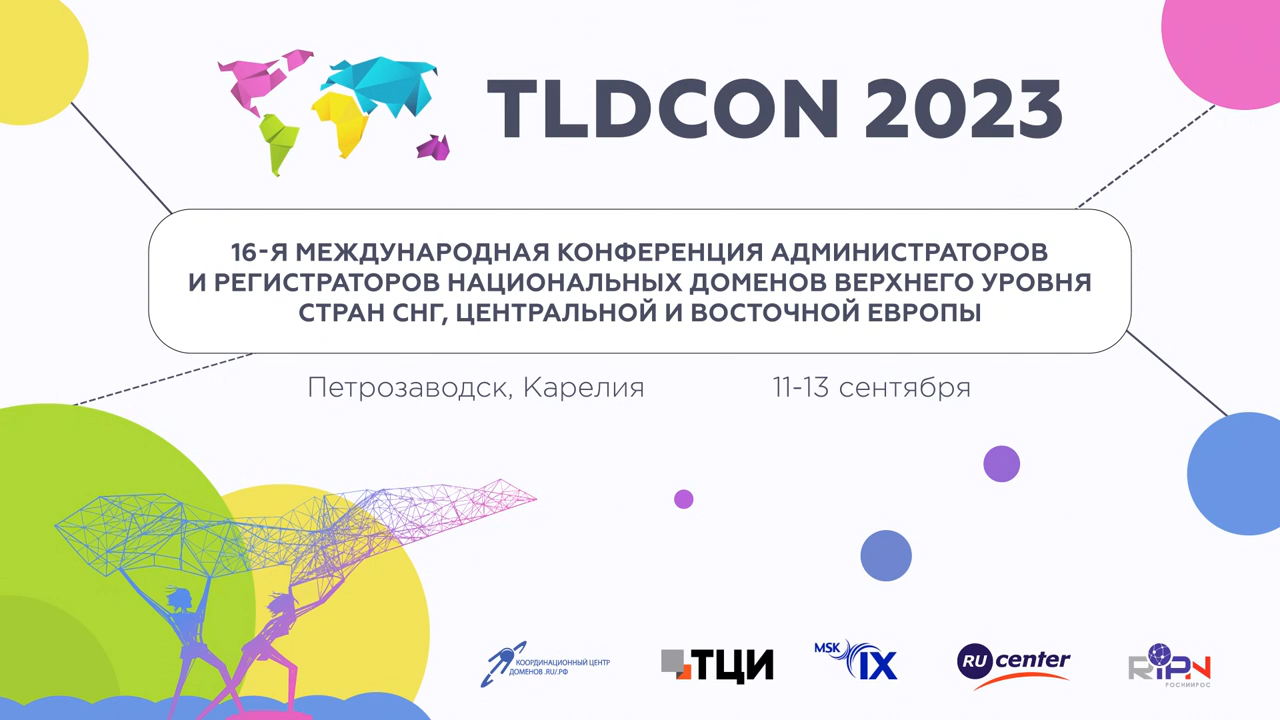 TLDCON 2023
16-Я МЕЖДУНАРОДНАЯ КОНФЕРЕНЦИЯ АДМИНИСТРАТОРОВ
И РЕГИСТРАТОРОВ НАЦИОНАЛЬНЫХ ДОМЕНОВ ВЕРХНЕГО УРОВНЯ
СТРАН СНГ, ЦЕНТРАЛЬНОЙ И ВОСТОЧНОЙ ЕВРОПЫ
Петрозаводск, Карелия
11-13 сентября
КООРДИНАЦИОННЫЙ ЦЕНТР
ДОМЕНОВ .RU/.РФ
ТЦИ
MSK
IX
RU center
RIPN
РОСНИИРОС